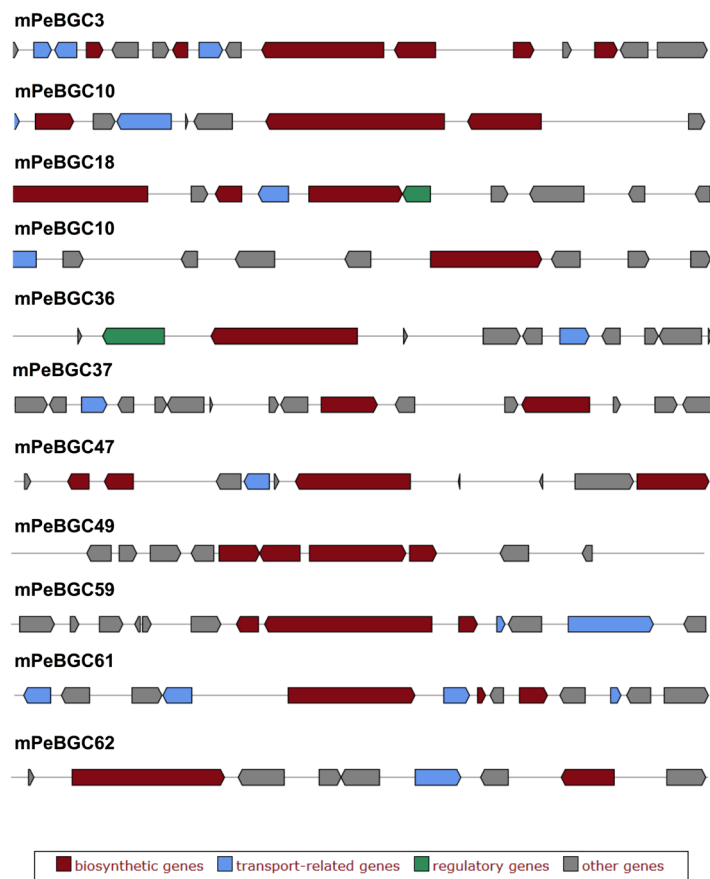 mPeBGC3
mPeBGC10
mPeBGC18
mPeBGC10
mPeBGC36
mPeBGC37
mPeBGC47
mPeBGC49
mPeBGC59
mPeBGC61
mPeBGC62
biosynthetic genes transport-related genes regulatory genes other genes